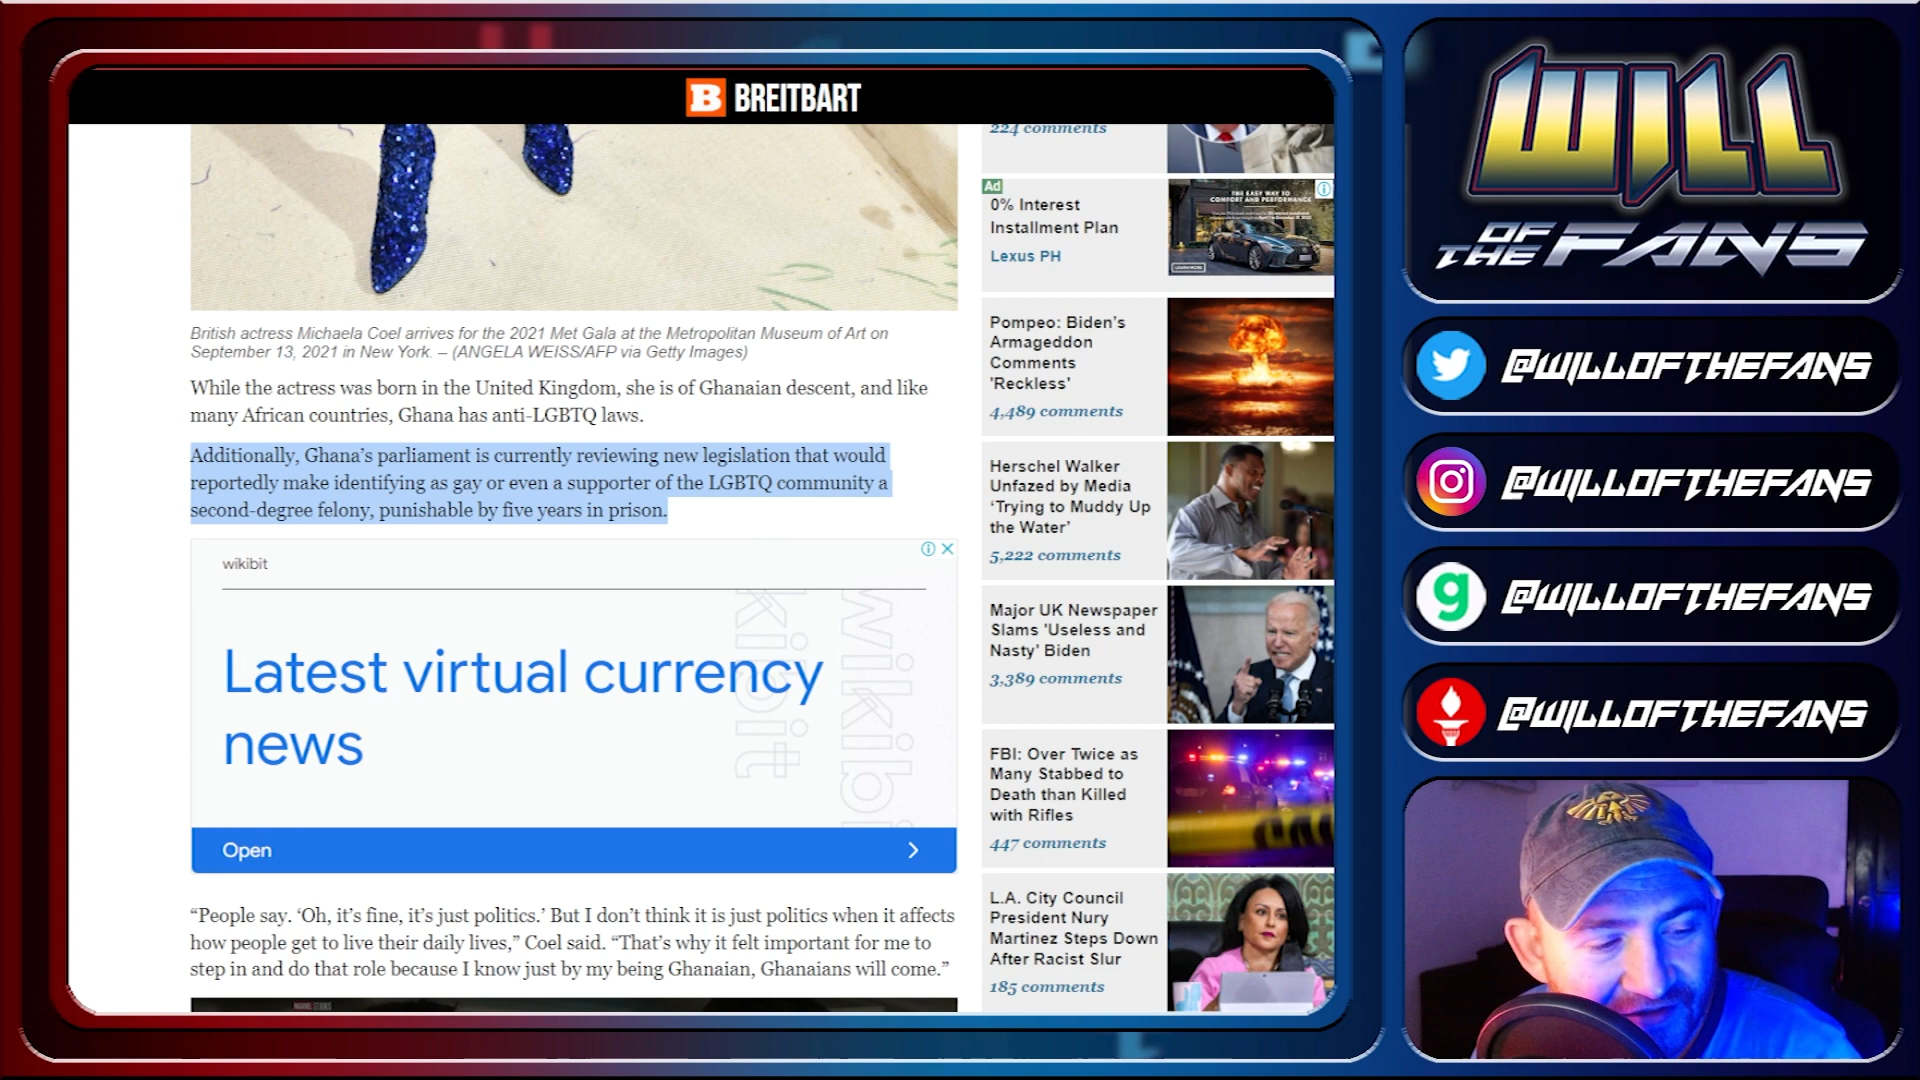 B BREITBART
British actress Michaela Coel arrives for the 2021 Met Gala at the Metropolitan Museum of Art on
September 13, 2021 in New York. – (ANGELA WEISS/AFP via Getty Images)
While the actress was born in the United Kingdom, she is of Ghanaian descent, and like
many African countries, Ghana has anti-LGBTQ laws.
Additionally, Ghana’s parliament is currently reviewing new legislation that would
reportedly make identifying as gay or even a supporter of the LGBTQ community a
second-degree felony, punishable by five years in prison.
wikibit
wikibit
Latest virtual currency
news
Open
“People say. ‘Oh, it’s fine, it’s just politics.’ But I don’t think it is just politics when it affects
how people get to live their daily lives,” Coel said. “That’s why it felt important for me to
step in and do that role because I know just by my being Ghanaian, Ghanaians will come.”
224 comments
Ad
0% Interest
Installment Plan
Lexus PH
THE EASY WAY TO
COMFORT AND PERFORMANCE
LEARN MORE
Pompeo: Biden’s
Armageddon
Comments
'Reckless'
4,489 comments
Herschel Walker
Unfazed by Media
‘Trying to Muddy Up
the Water’
5,222 comments
Major UK Newspaper
Slams 'Useless and
Nasty' Biden
3,389 comments
FBI: Over Twice as
Many Stabbed to
Death than Killed
with Rifles
447 comments
L.A. City Council
President Nury
Martinez Steps Down
After Racist Slur
185 comments
WILL
OF THE FANS
@WILLOFTHEFANS
@WILLOFTHEFANS
@WILLOFTHEFANS
@WILLOFTHEFANS